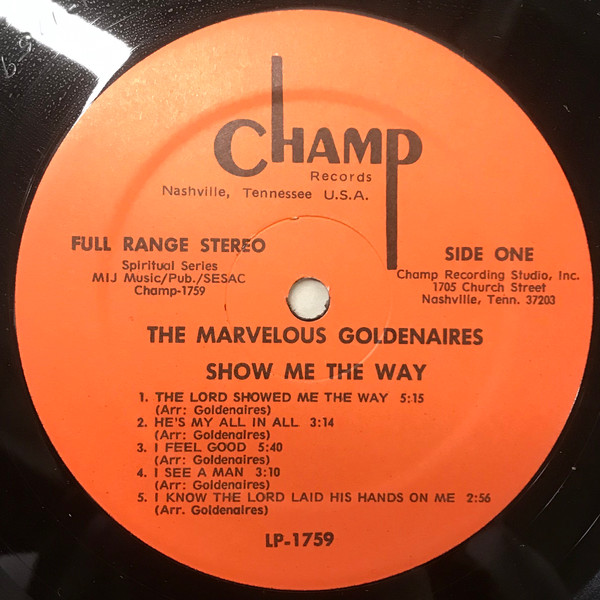 CHAMP
Records
Nashville, Tennessee U.S.A.
FULL RANGE STEREO
Spiritual Series
MIJ Music/Pub./SESAC
Champ-1759
SIDE ONE
Champ Recording Studio, Inc.
1705 Church Street
Nashville, Tenn. 37203
THE MARVELOUS GOLDENAIRES
SHOW ME THE WAY
1. THE LORD SHOWED ME THE WAY 5:15
(Arr: Goldenaires)
2. HE'S MY ALL IN ALL 3:14
(Arr: Goldenaires)
3. I FEEL GOOD 5:40
(Arr: Goldenaires)
4. I SEE A MAN 3:10
(Arr: Goldenaires)
5. I KNOW THE LORD LAID HIS HANDS ON ME 2:56
(Arr. Goldenaires)
LP-1759